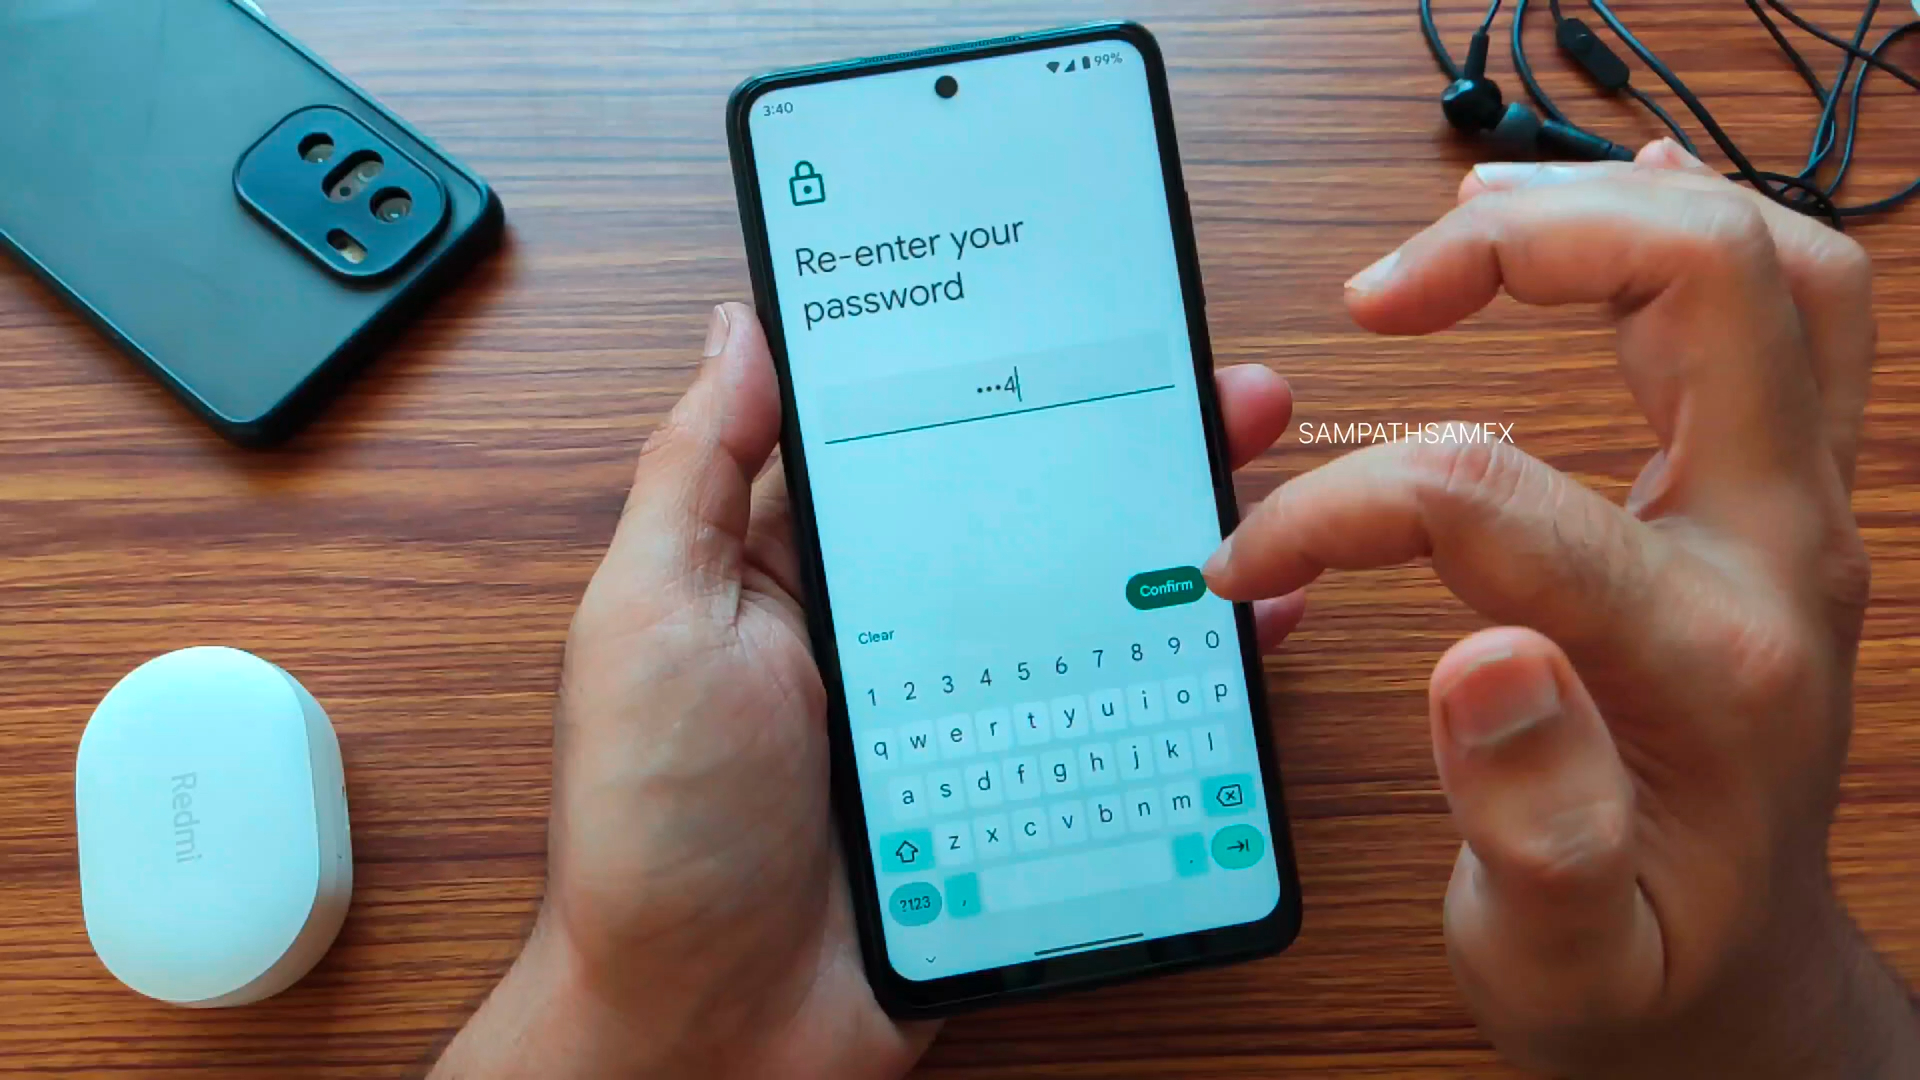 3:40
99%
Re-enter your
password
•••4
SAMPATHSAMFX
Confirm
Clear
1 2 3 4 5 6 7 8 9 0
q w e r t y u i o p
a s d f g h j k l
z x c v b n m
?123 , .
Redmi